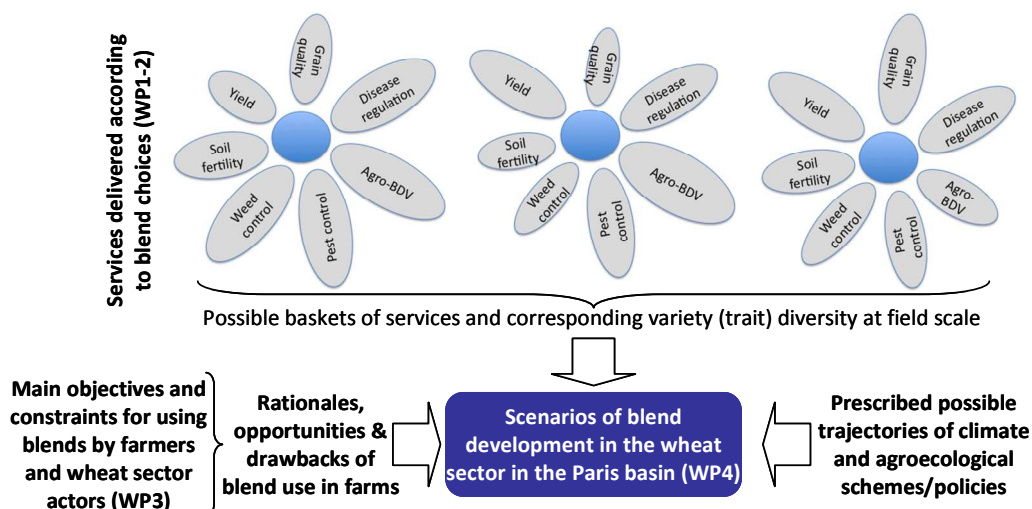 Services delivered according
to blend choices (WP1-2)
Grain
quality
Disease
regulation
Agro-BDV
Pest control
Weed
control
Soil
fertility
Yield
Grain
quality
Disease
regulation
Agro-BDV
Pest
control
Weed
control
Soil
fertility
Yield
Grain
quality
Disease
regulation
Agro-
BDV
Pest
control
Weed
control
Soil
fertility
Yield
Possible baskets of services and corresponding variety (trait) diversity at field scale
Main objectives and
constraints for using
blends by farmers
and wheat sector
actors (WP3)
Rationales,
opportunities &
drawbacks of
blend use in farms
Scenarios of blend
development in the wheat
sector in the Paris basin (WP4)
Prescribed possible
trajectories of climate
and agroecological
schemes/policies